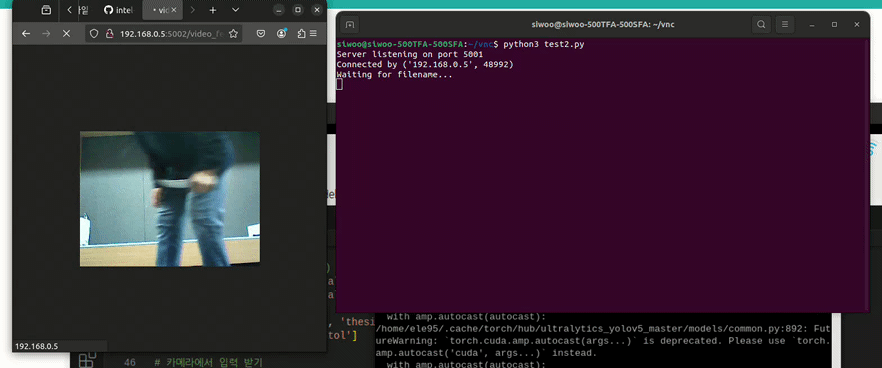 일
intel
vid
192.168.0.5:5002/video_f
192.168.0.5
siwoo@siwoo-500TFA-500SFA: ~/vnc
siwoo@siwoo-500TFA-500SFA:~/vnc$ python3 test2.py
Server listening on port 5001
Connected by ('192.168.0.5', 48992)
Waiting for filename...
, 'thesi
tol']
46 # 카메라에서 입력 받기
with amp.autocast(autocast):
/home/ele95/.cache/torch/hub/ultralytics_yolov5_master/models/common.py:892: Fut
ureWarning: `torch.cuda.amp.autocast(args...)` is deprecated. Please use `torch.
amp.autocast('cuda', args...)` instead.
with amp.autocast(autocast):